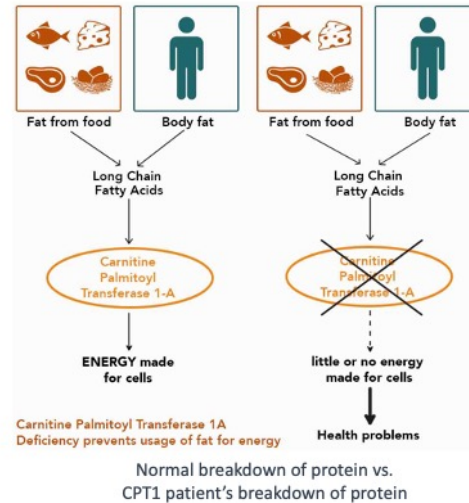 Fat from food
Body fat
Fat from food
Body fat
Long Chain
Fatty Acids
Long Chain
Fatty Acids
Carnitine
Palmitoyl
Transferase 1-A
Carnitine
Palmitoyl
Transferase 1-A
ENERGY made
for cells
little or no energy
made for cells
Health problems
Carnitine Palmitoyl Transferase 1A
Deficiency prevents usage of fat for energy
Normal breakdown of protein vs.
CPT1 patient's breakdown of protein